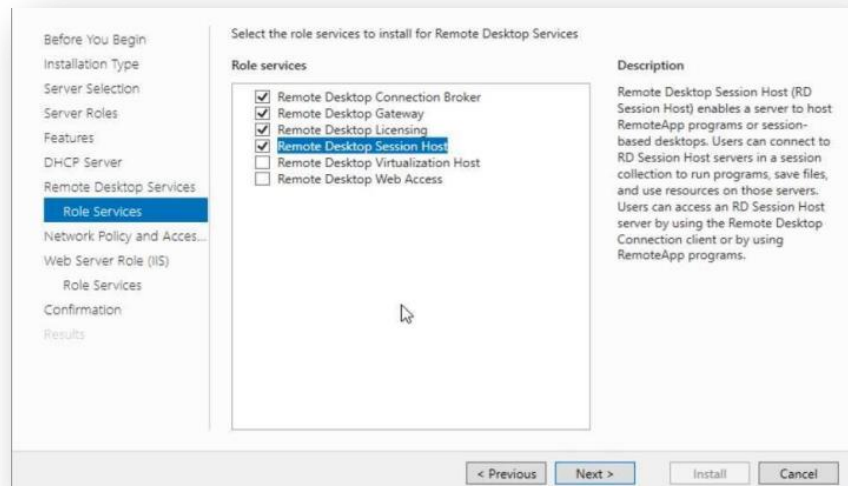 Before You Begin
Installation Type
Server Selection
Server Roles
Features
DHCP Server
Remote Desktop Services
Role Services
Network Policy and Acces...
Web Server Role (IIS)
Role Services
Confirmation
Results
Select the role services to install for Remote Desktop Services
Role services
Remote Desktop Connection Broker
Remote Desktop Gateway
Remote Desktop Licensing
Remote Desktop Session Host
Remote Desktop Virtualization Host
Remote Desktop Web Access
Description
Remote Desktop Session Host (RD
Session Host) enables a server to host
RemoteApp programs or session-
based desktops. Users can connect to
RD Session Host servers in a session
collection to run programs, save files,
and use resources on those servers.
Users can access an RD Session Host
server by using the Remote Desktop
Connection client or by using
RemoteApp programs.
< Previous
Next >
Install
Cancel